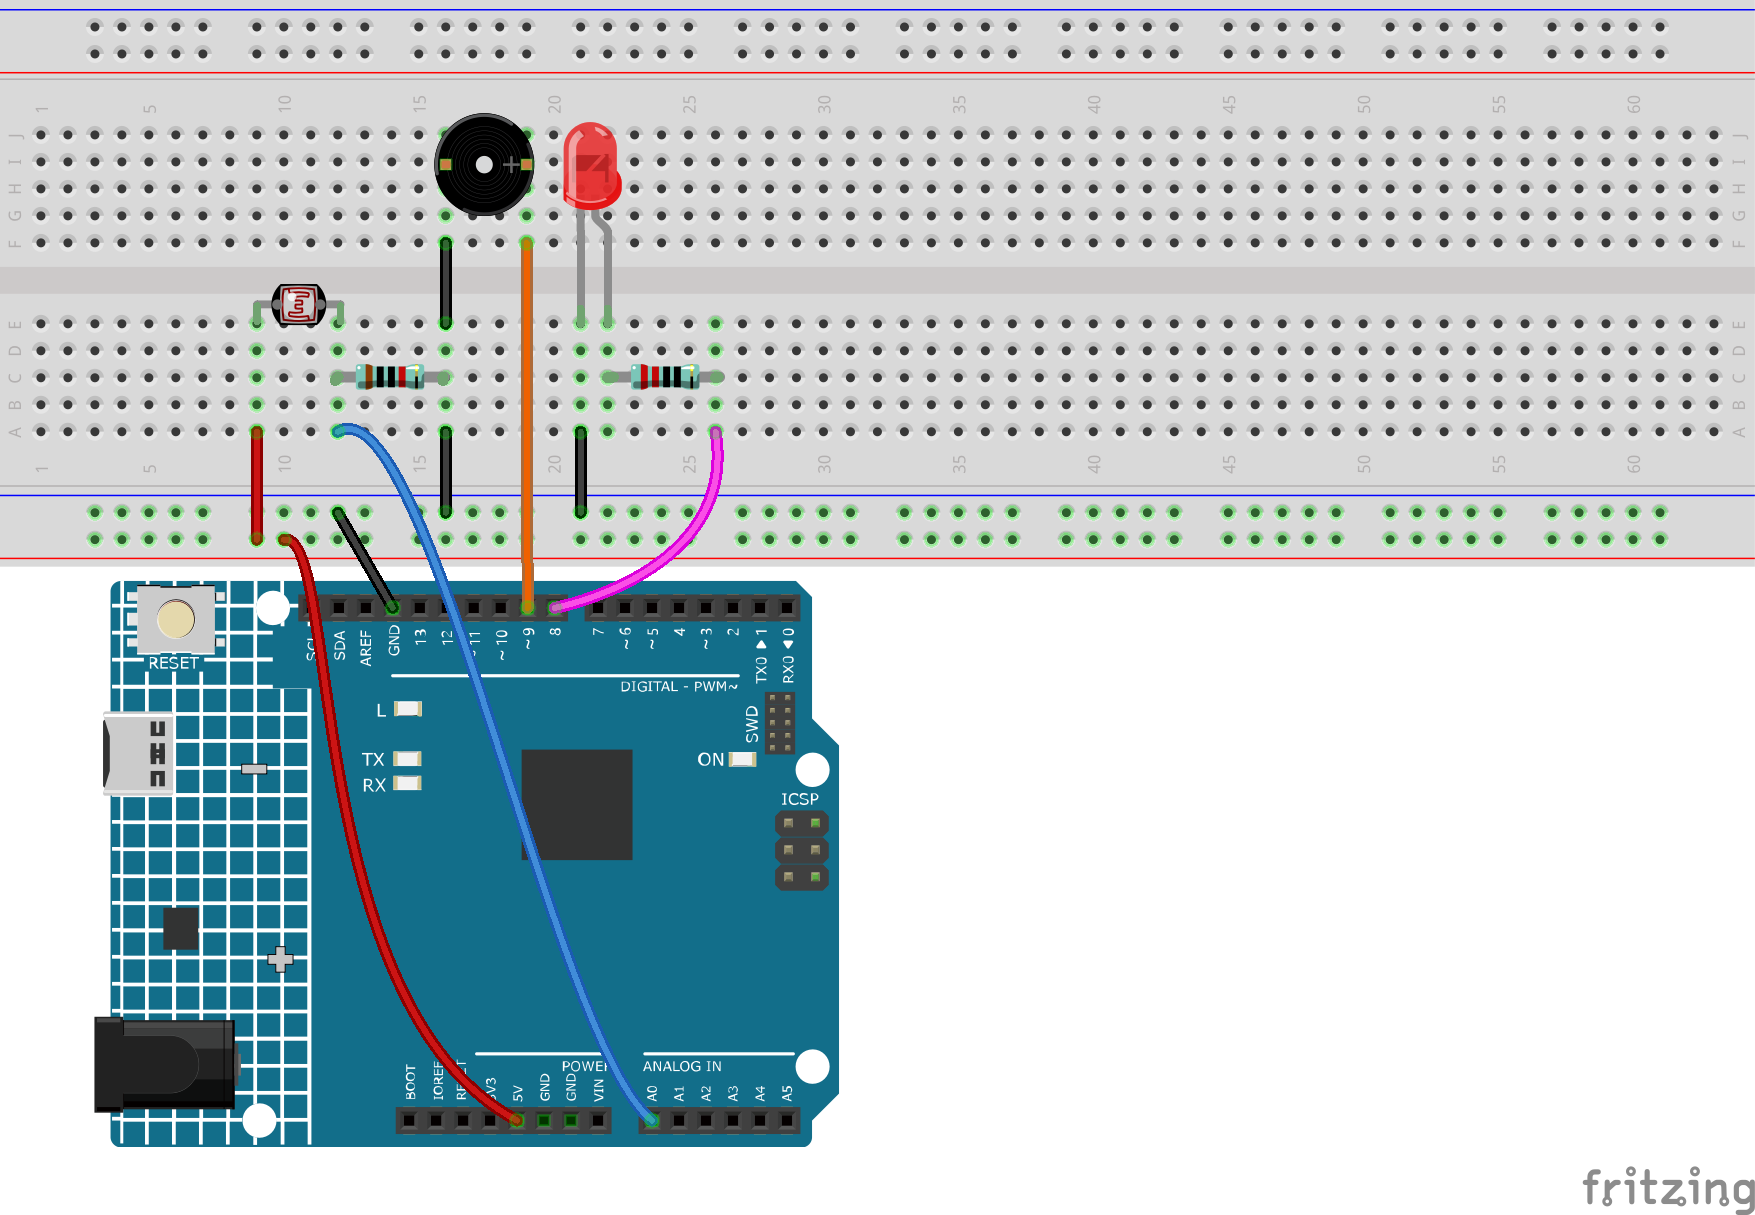 1 5 10 15 20 25 30 35 40 45 50 55 60
J J
I I
H H
G G
F F
E E
D D
C C
B B
A A
1 5 10 15 20 25 30 35 40 45 50 55 60
+
SDA AREF GND 13 12 ~11 ~10 ~9 8 7 ~6 ~5 4 ~3 2 TX0▶1 RX0◀0
RESET
DIGITAL - PWM~
L
SWD
TX
ON
RX
ICSP
POWER ANALOG IN
BOOT IOREF 5V GND GND VIN A0 A1 A2 A3 A4 A5
fritzing